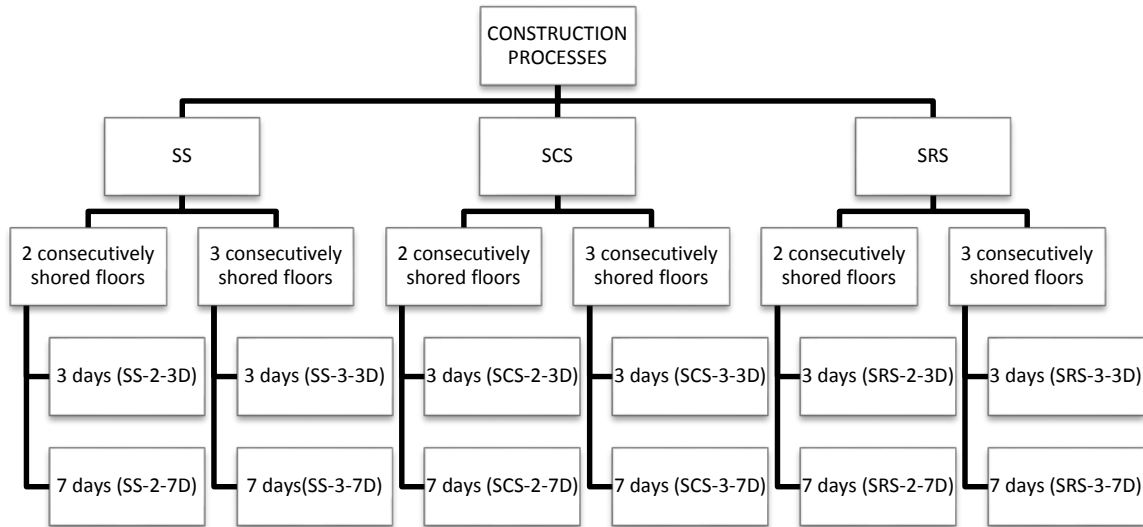 CONSTRUCTION
PROCESSES
SS
SCS
SRS
2 consecutively
shored floors
3 consecutively
shored floors
2 consecutively
shored floors
3 consecutively
shored floors
2 consecutively
shored floors
3 consecutively
shored floors
3 days (SS-2-3D)
3 days (SS-3-3D)
3 days (SCS-2-3D)
3 days (SCS-3-3D)
3 days (SRS-2-3D)
3 days (SRS-3-3D)
7 days (SS-2-7D)
7 days(SS-3-7D)
7 days (SCS-2-7D)
7 days (SCS-3-7D)
7 days (SRS-2-7D)
7 days (SRS-3-7D)